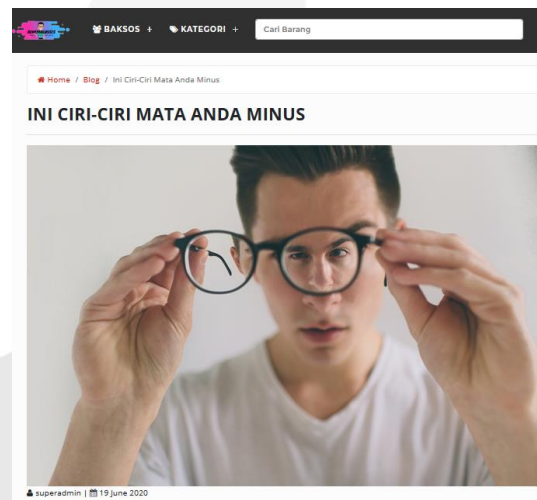 BAKSOS +
KATEGORI +
Cari Barang
Home / Blog / Ini Ciri-Ciri Mata Anda Minus
INI CIRI-CIRI MATA ANDA MINUS
superadmin | 19 June 2020